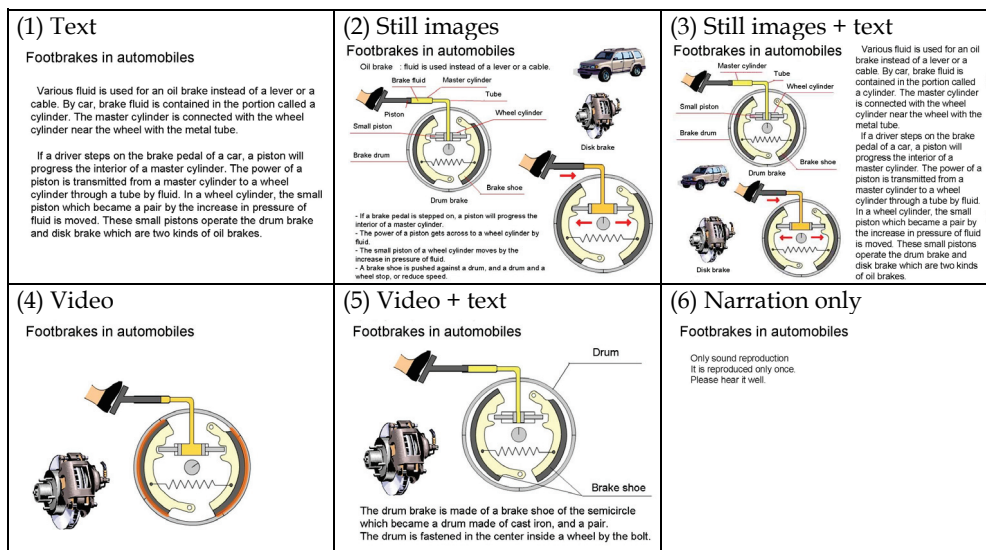 (1) Text
Footbrakes in automobiles
Various fluid is used for an oil brake instead of a lever or a
cable. By car, brake fluid is contained in the portion called a
cylinder. The master cylinder is connected with the wheel
cylinder near the wheel with the metal tube.
If a driver steps on the brake pedal of a car, a piston will
progress the interior of a master cylinder. The power of a
piston is transmitted from a master cylinder to a wheel
cylinder through a tube by fluid. In a wheel cylinder, the small
piston which became a pair by the increase in pressure of
fluid is moved. These small pistons operate the drum brake
and disk brake which are two kinds of oil brakes.
(2) Still images
Footbrakes in automobiles
Oil brake : fluid is used instead of a lever or a cable.
Brake fluid
Master cylinder
Tube
Piston
Wheel cylinder
Small piston
Brake drum
Disk brake
Brake shoe
Drum brake
- If a brake pedal is stepped on, a piston will progress the
interior of a master cylinder.
- The power of a piston gets across to a wheel cylinder by
fluid.
- The small piston of a wheel cylinder moves by the
increase in pressure of fluid.
- A brake shoe is pushed against a drum, and a drum and a
wheel stop, or reduce speed.
(3) Still images + text
Footbrakes in automobiles
Master cylinder
Tube
Wheel cylinder
Small piston
Brake drum
Brake shoe
Drum brake
Disk brake
Various fluid is used for an oil
brake instead of a lever or a
cable. By car, brake fluid is
contained in the portion called
a cylinder. The master cylinder
is connected with the wheel
cylinder near the wheel with the
metal tube.
If a driver steps on the brake
pedal of a car, a piston will
progress the interior of a
master cylinder. The power of a
piston is transmitted from a
master cylinder to a wheel
cylinder through a tube by fluid.
In a wheel cylinder, the small
piston which became a pair by
the increase in pressure of fluid
is moved. These small pistons
operate the drum brake and
disk brake which are two kinds
of oil brakes.
(4) Video
Footbrakes in automobiles
(5) Video + text
Footbrakes in automobiles
Drum
Brake shoe
The drum brake is made of a brake shoe of the semicircle
which became a drum made of cast iron, and a pair.
The drum is fastened in the center inside a wheel by the bolt.
(6) Narration only
Footbrakes in automobiles
Only sound reproduction
It is reproduced only once.
Please hear it well.